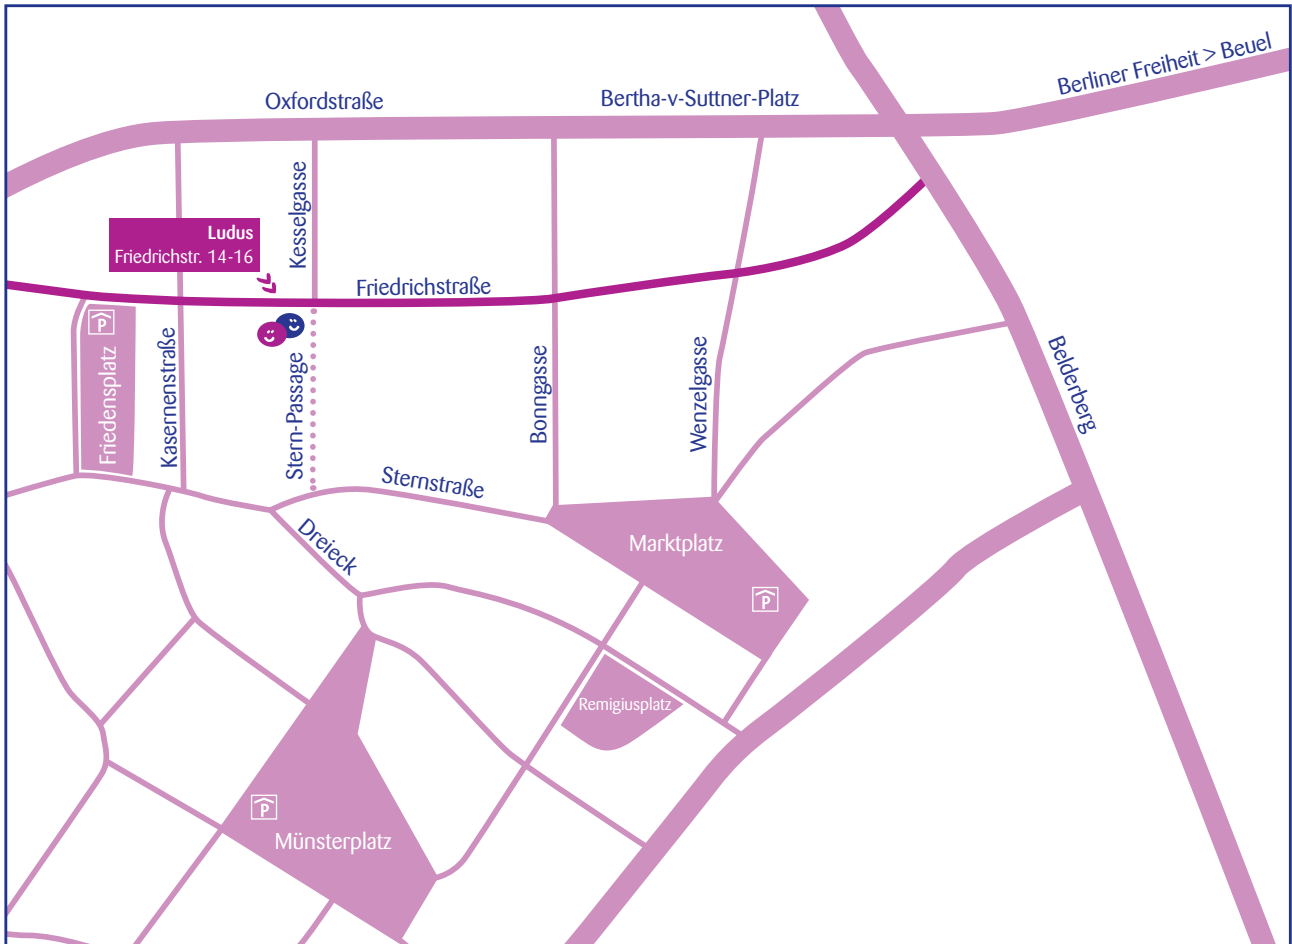 Berliner Freiheit > Beuel
Oxfordstraße
Bertha-v-Suttner-Platz
Kesselgasse
Ludus
Friedrichstr. 14-16
Friedrichstraße
P
Friedensplatz
Kasernenstraße
Stern-Passage
Bonngasse
Wenzelgasse
Belderberg
Sternstraße
Dreieck
Marktplatz
P
Remigiusplatz
P
Münsterplatz